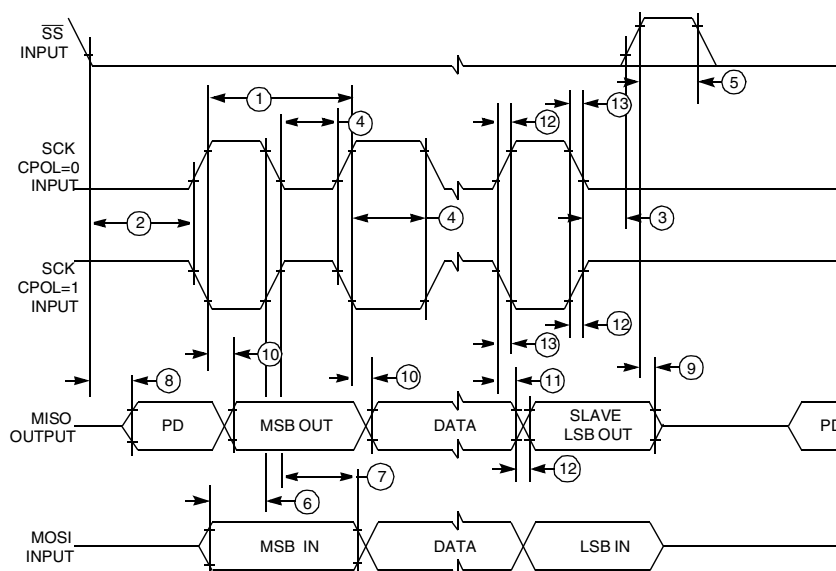 SS
INPUT
5
1
12
13
4
SCK
CPOL=0
INPUT
2
4
3
SCK
CPOL=1
INPUT
12
13
10
10
8
11
9
MISO
OUTPUT
PD
MSB OUT
DATA
SLAVE
LSB OUT
PD
7
12
6
MOSI
INPUT
MSB IN
DATA
LSB IN